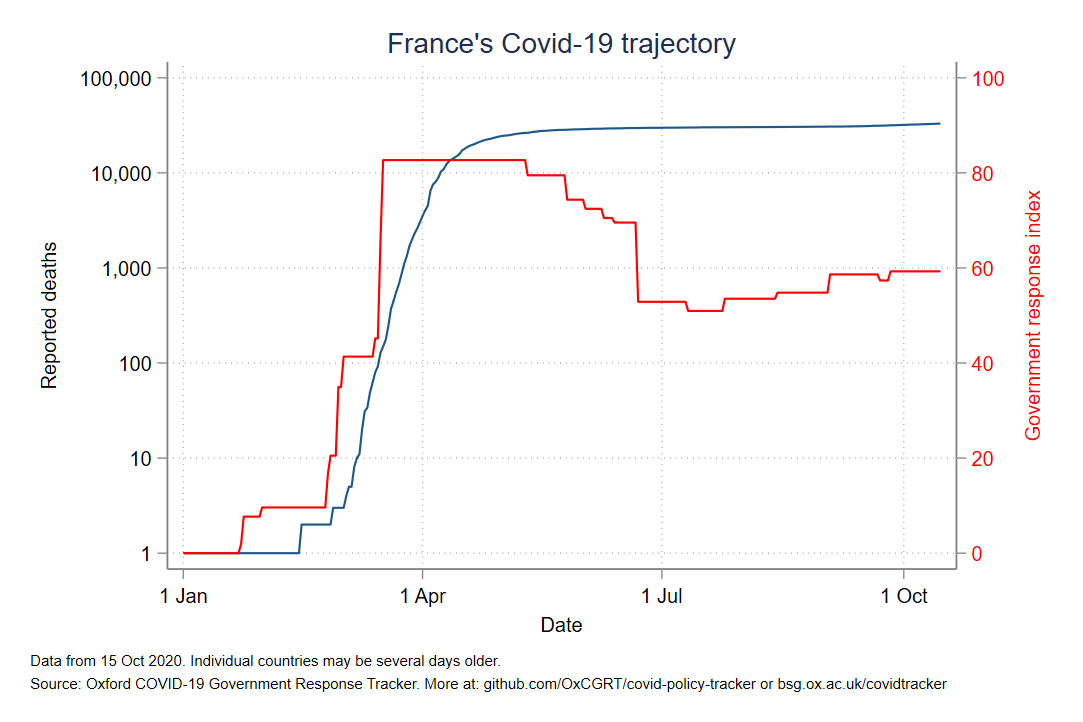 France's Covid-19 trajectory
100,000
10,000
1,000
100
10
1
Reported deaths
100
80
60
40
20
0
Government response index
1 Jan
1 Apr
1 Jul
1 Oct
Date
Data from 15 Oct 2020. Individual countries may be several days older.
Source: Oxford COVID-19 Government Response Tracker. More at: github.com/OxCGRT/covid-policy-tracker or bsg.ox.ac.uk/covidtracker